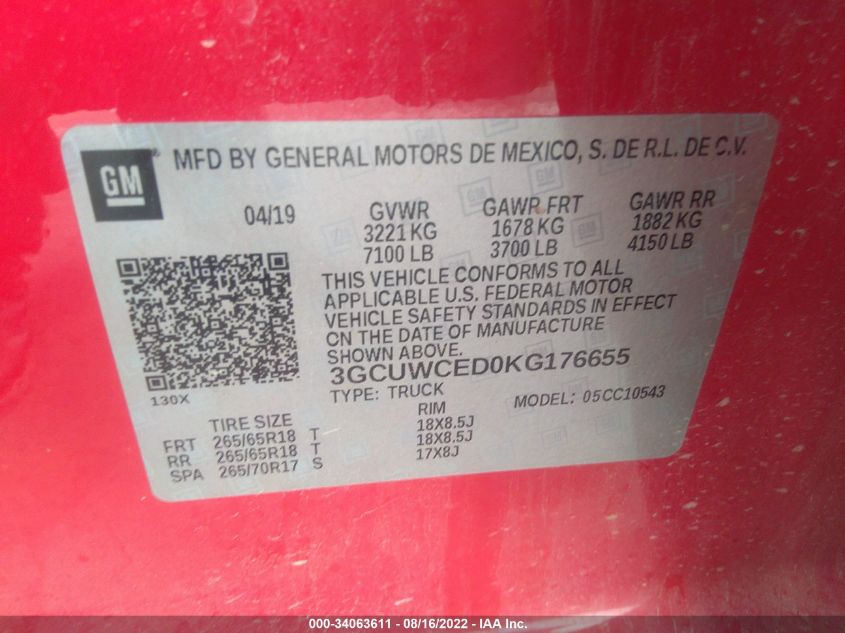 GM ® MFD BY GENERAL MOTORS DE MEXICO, S. DE R.L. DE C.V.
04/19 GVWR GAWR FRT GAWR RR
3221 KG 1678 KG 1882 KG
7100 LB 3700 LB 4150 LB
THIS VEHICLE CONFORMS TO ALL
APPLICABLE U.S. FEDERAL MOTOR
VEHICLE SAFETY STANDARDS IN EFFECT
ON THE DATE OF MANUFACTURE
SHOWN ABOVE.
3GCUWCED0KG176655
130X TYPE: TRUCK MODEL: 05CC10543
TIRE SIZE RIM
FRT 265/65R18 T 18X8.5J
RR 265/65R18 T 18X8.5J
SPA 265/70R17 S 17X8J
000-34063611 - 08/16/2022 - IAAI.com